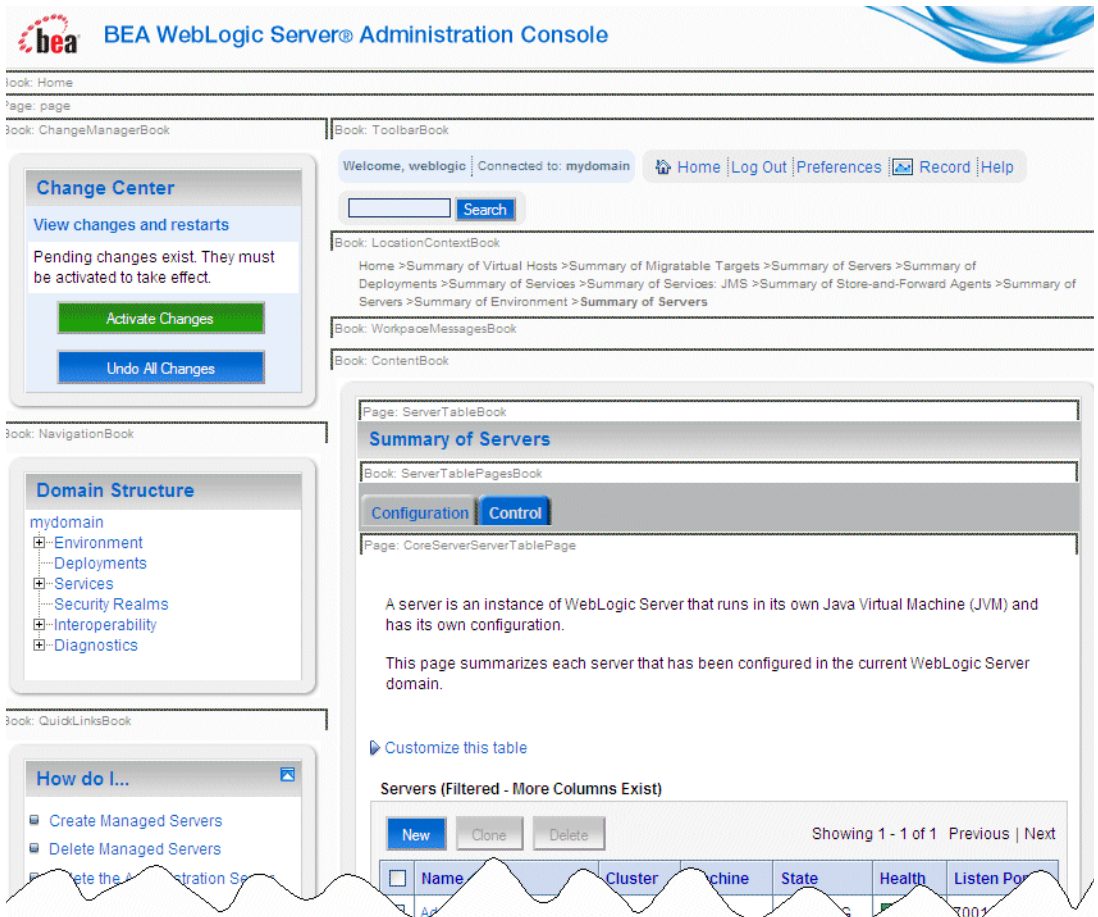 bea BEA WebLogic Server® Administration Console
Book: Home
Page: page
Book: ChangeManagerBook
Change Center
View changes and restarts
Pending changes exist. They must
be activated to take effect.
Activate Changes
Undo All Changes
Book: NavigationBook
Domain Structure
mydomain
Environment
Deployments
Services
Security Realms
Interoperability
Diagnostics
Book: QuickLinksBook
How do I...
Create Managed Servers
Delete Managed Servers
Book: ToolbarBook
Welcome, weblogic Connected to: mydomain Home Log Out Preferences Record Help
Search
Book: LocationContextBook
Home >Summary of Virtual Hosts >Summary of Migratable Targets >Summary of Servers >Summary of
Deployments >Summary of Services >Summary of Services: JMS >Summary of Store-and-Forward Agents >Summary of
Servers >Summary of Environment >Summary of Servers
Book: WorkpaceMessagesBook
Book: ContentBook
Page: ServerTableBook
Summary of Servers
Book: ServerTablePagesBook
Configuration Control
Page: CoreServerServerTablePage
A server is an instance of WebLogic Server that runs in its own Java Virtual Machine (JVM) and
has its own configuration.
This page summarizes each server that has been configured in the current WebLogic Server
domain.
Customize this table
Servers (Filtered - More Columns Exist)
New Clone Delete Showing 1 - 1 of 1 Previous | Next
Name Cluster State Health Listen